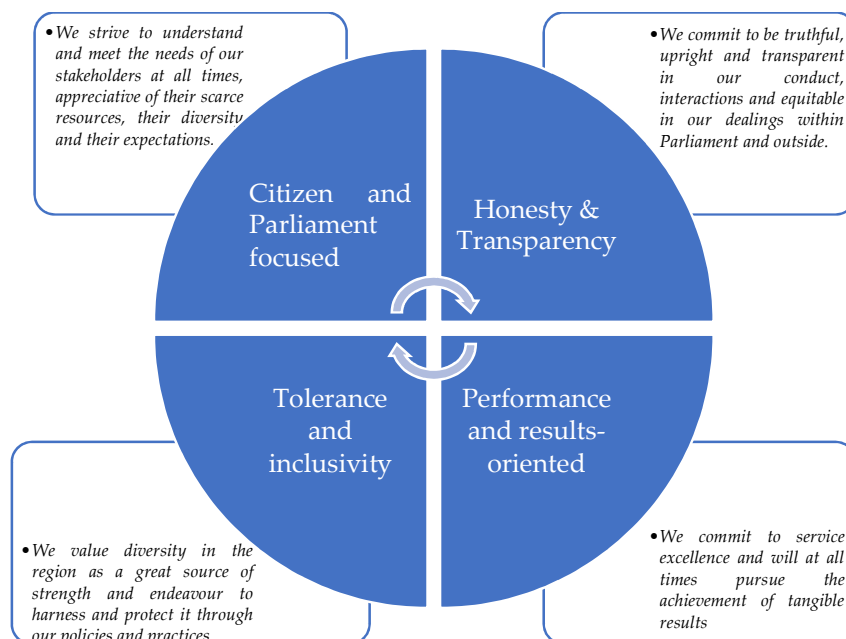 •We strive to understand
and meet the needs of our
stakeholders at all times,
appreciative of their scarce
resources, their diversity
and their expectations.
•We commit to be truthful,
upright and transparent
in our conduct,
interactions and equitable
in our dealings within
Parliament and outside.
Citizen and
Parliament
focused
Honesty &
Transparency
Tolerance
and
inclusivity
Performance
and results-
oriented
•We value diversity in the
region as a great source of
strength and endeavour to
harness and protect it through
our policies and practices
•We commit to service
excellence and will at all
times pursue the
achievement of tangible
results